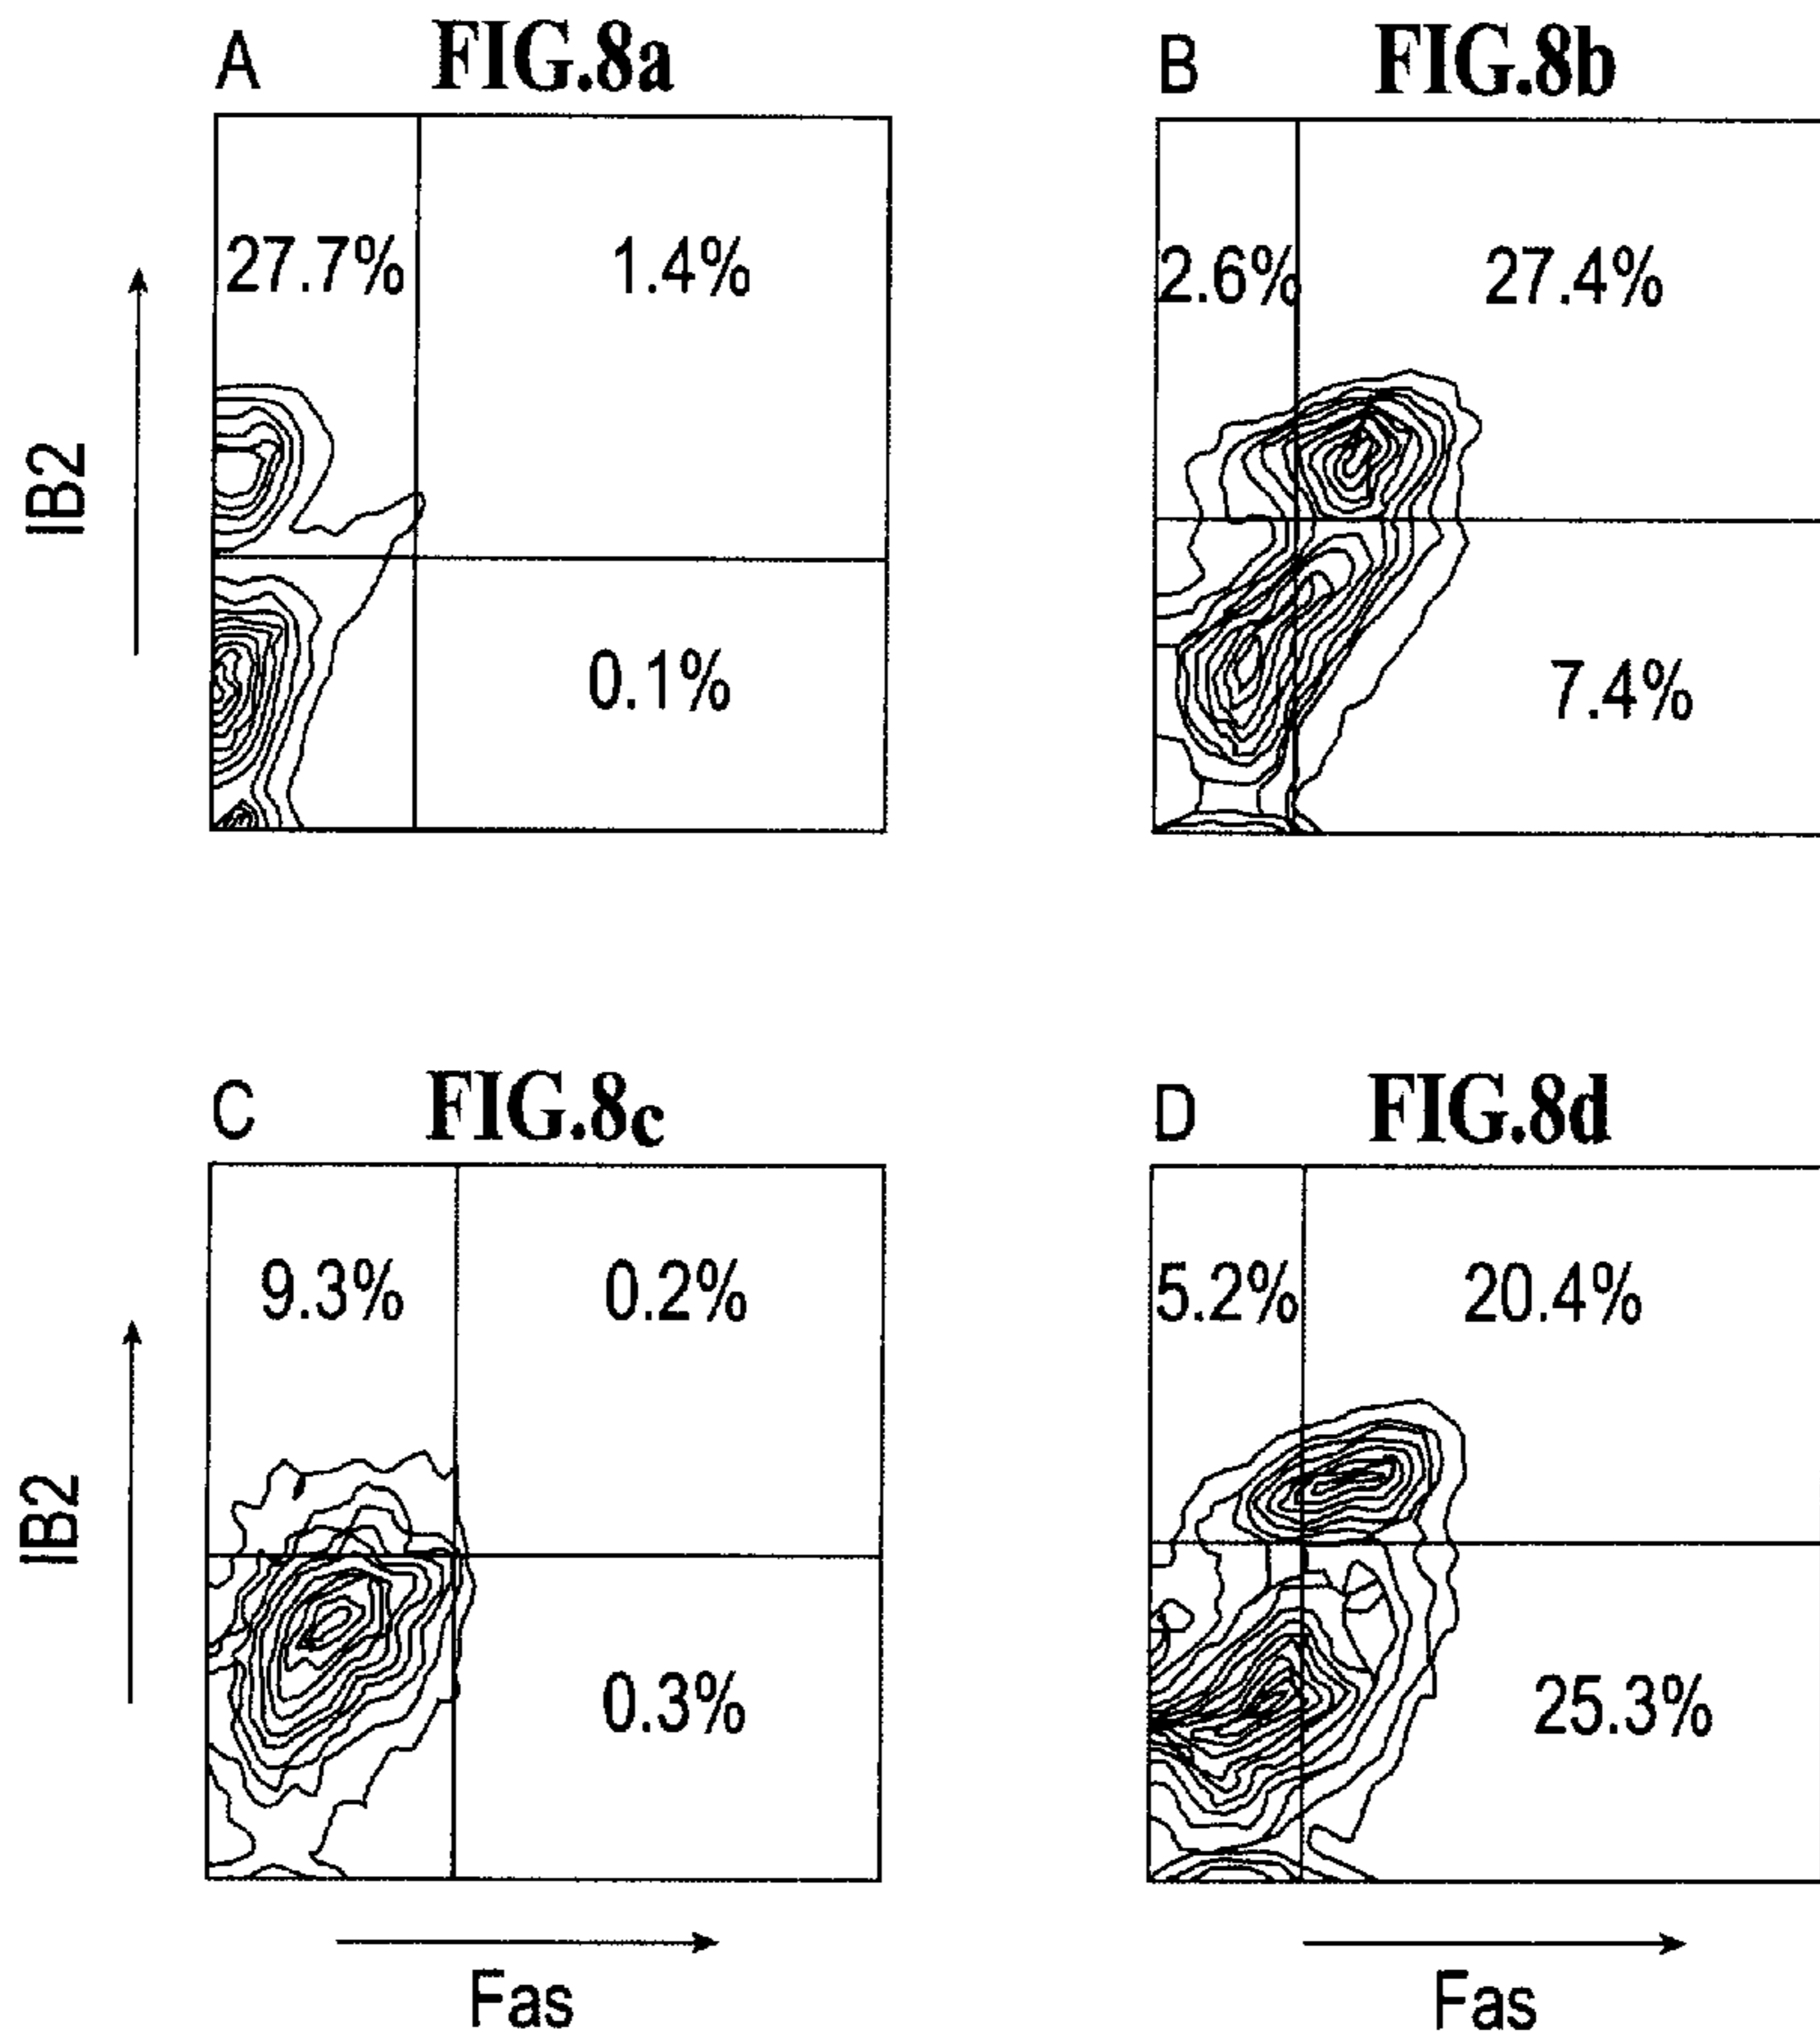 A FIG.8a
B FIG.8b
27.7% 1.4%
2.6% 27.4%
IB2
0.1%
7.4%
C FIG.8c
D FIG.8d
9.3% 0.2%
5.2% 20.4%
IB2
0.3%
25.3%
Fas
Fas